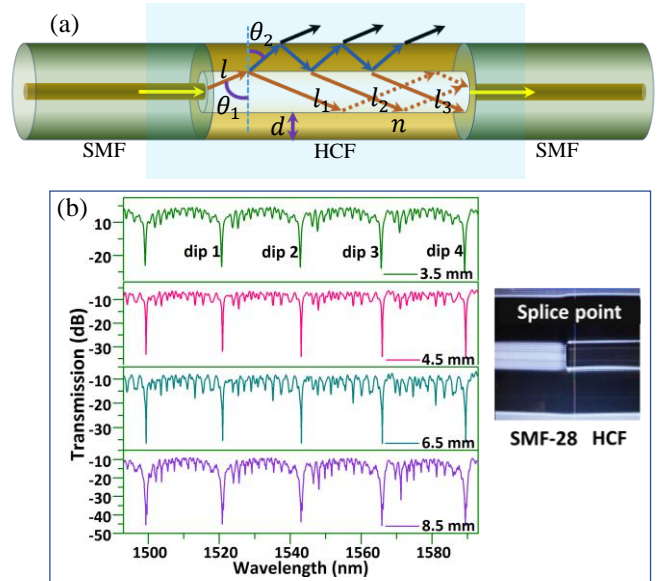 (a)
θ₂
l
θ₁
l₁
l₂
l₃
d
n
SMF
HCF
SMF
(b)
10
-20
dip 1
dip 2
dip 3
dip 4
3.5 mm
-10
-20
-30
4.5 mm
-10
-20
-30
6.5 mm
-10
-20
-30
-40
-50
8.5 mm
Transmission (dB)
1500
1520
1540
1560
1580
Wavelength (nm)
Splice point
SMF-28
HCF